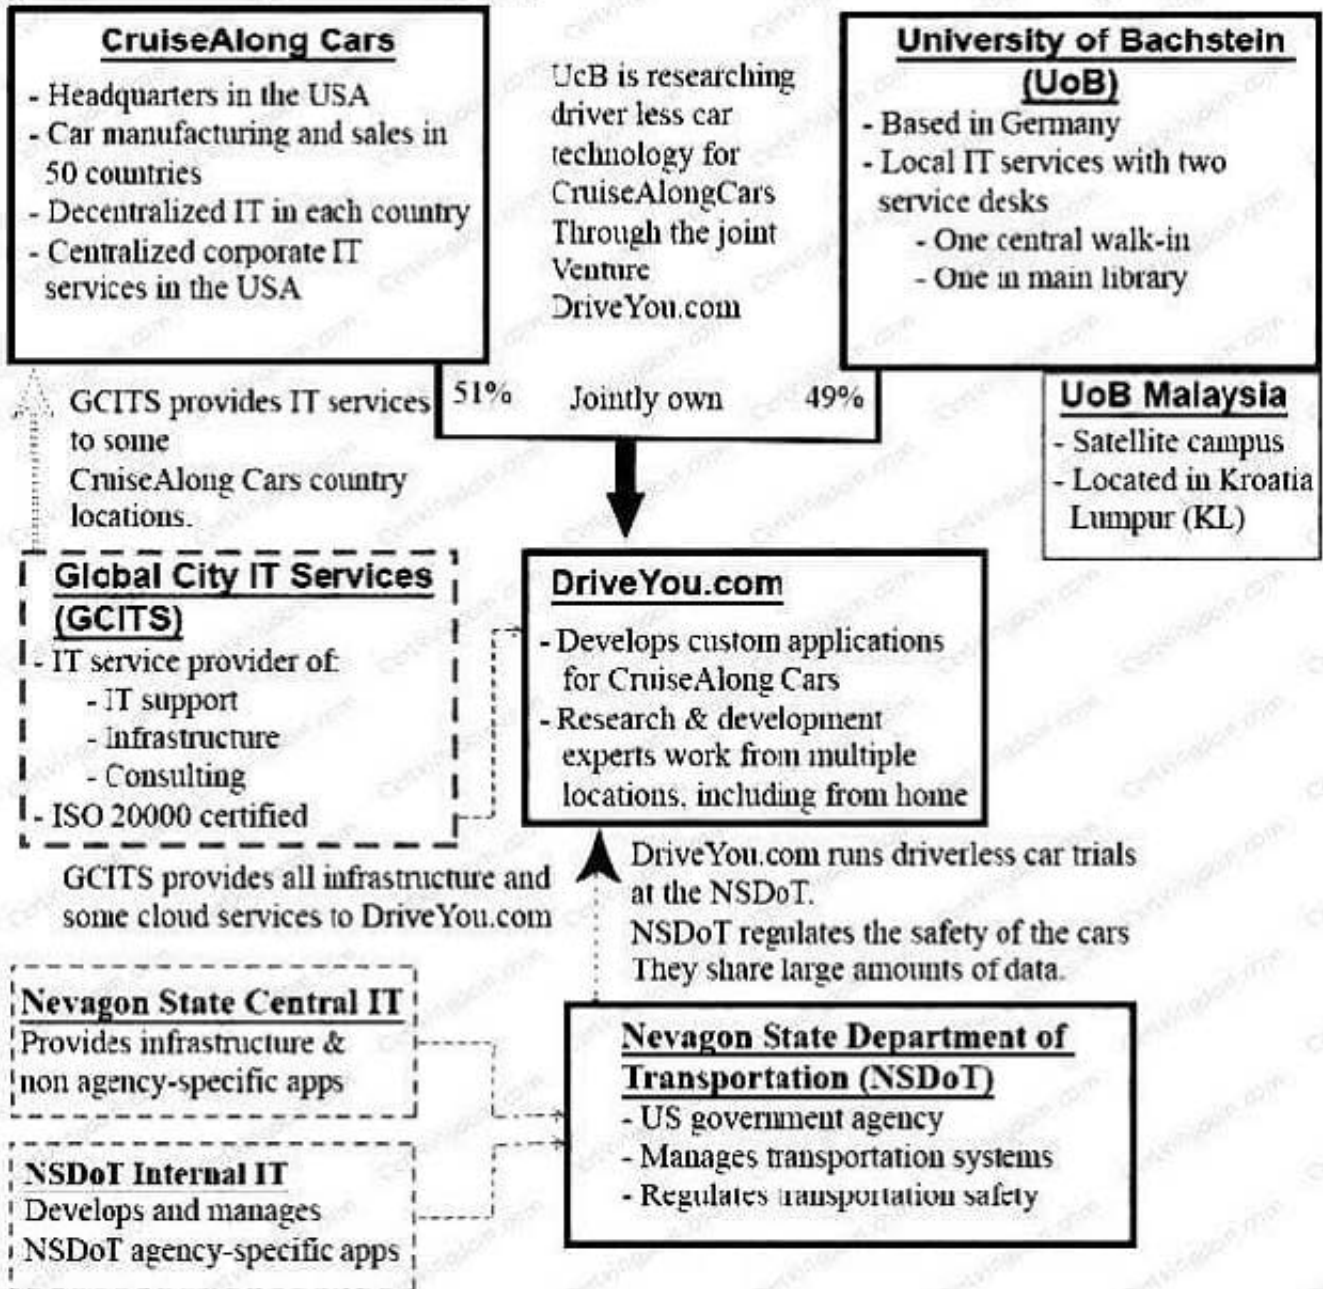 CruiseAlong Cars
- Headquarters in the USA
- Car manufacturing and sales in
50 countries
- Decentralized IT in each country
- Centralized corporate IT
services in the USA
UcB is researching
driver less car
technology for
CruiseAlongCars
Through the joint
Venture
DriveYou.com
University of Bachstein
(UoB)
- Based in Germany
- Local IT services with two
service desks
- One central walk-in
- One in main library
51% Jointly own 49%
UoB Malaysia
- Satellite campus
- Located in Kroatia
Lumpur (KL)
GCITS provides IT services
to some
CruiseAlong Cars country
locations.
Global City IT Services
(GCITS)
- IT service provider of:
- IT support
- Infrastructure
- Consulting
- ISO 20000 certified
DriveYou.com
- Develops custom applications
for CruiseAlong Cars
- Research & development
experts work from multiple
locations, including from home
GCITS provides all infrastructure and
some cloud services to DriveYou.com
DriveYou.com runs driverless car trials
at the NSDoT.
NSDoT regulates the safety of the cars
They share large amounts of data.
Nevagon State Central IT
Provides infrastructure &
non agency-specific apps
NSDoT Internal IT
Develops and manages
NSDoT agency-specific apps
Nevagon State Department of
Transportation (NSDoT)
- US government agency
- Manages transportation systems
- Regulates transportation safety